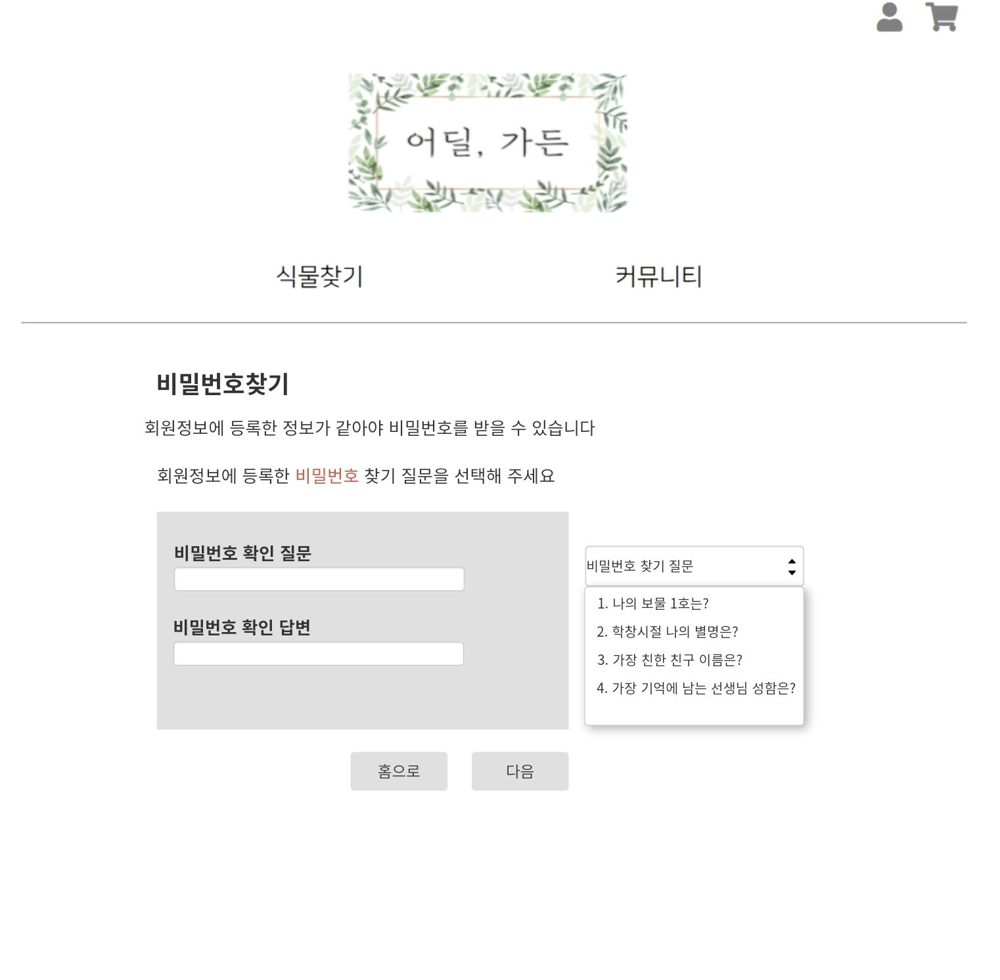 어딜, 가든
식물찾기
커뮤니티
비밀번호찾기
회원정보에 등록한 정보가 같아야 비밀번호를 받을 수 있습니다
회원정보에 등록한 비밀번호 찾기 질문을 선택해 주세요
비밀번호 확인 질문
비밀번호 확인 답변
비밀번호 찾기 질문
1. 나의 보물 1호는?
2. 학창시절 나의 별명은?
3. 가장 친한 친구 이름은?
4. 가장 기억에 남는 선생님 성함은?
홈으로
다음